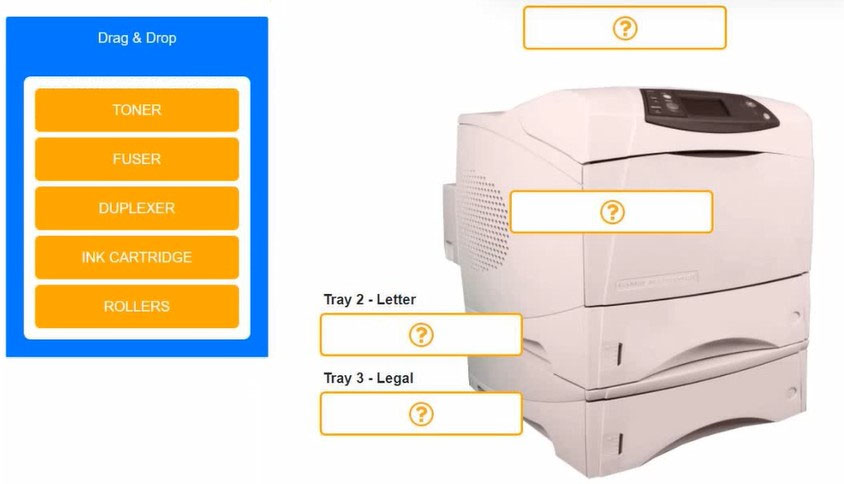 Drag & Drop
TONER
FUSER
DUPLEXER
INK CARTRIDGE
ROLLERS
?
?
Tray 2 - Letter
?
Tray 3 - Legal
?